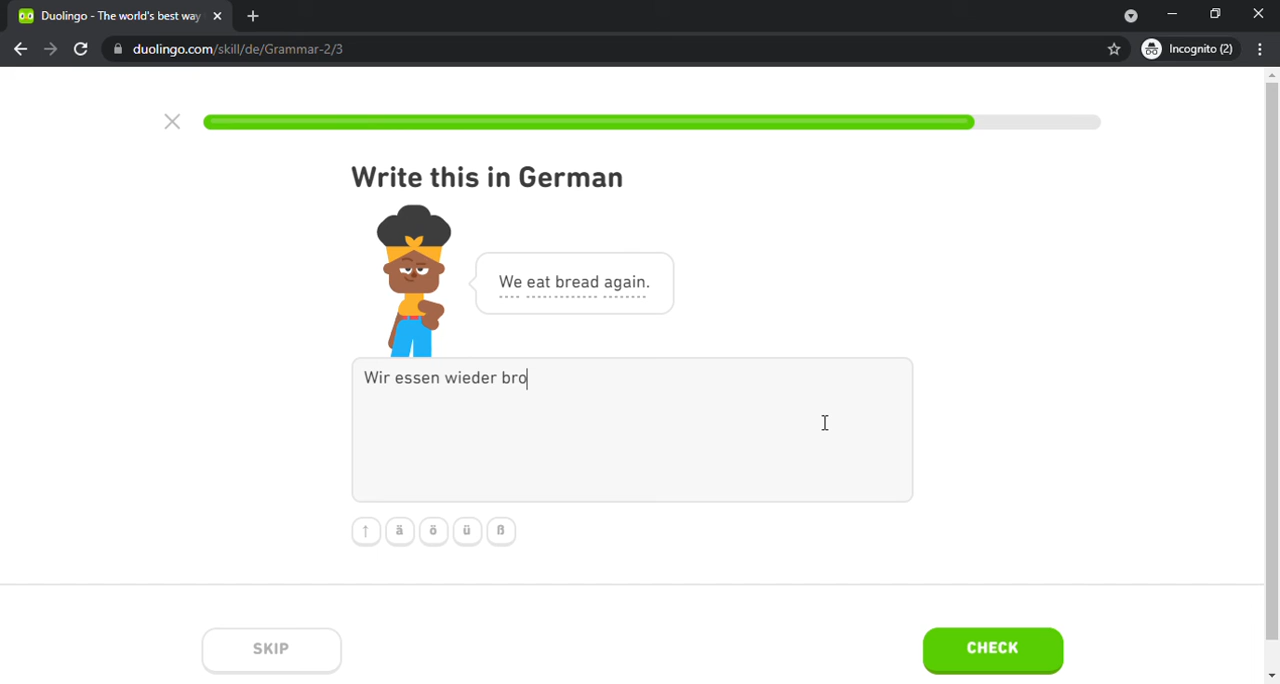 Duolingo - The world's best way
duolingo.com/skill/de/Grammar-2/3
Incognito (2)
Write this in German
We eat bread again.
Wir essen wieder bro
↑ ä ö ü ß
SKIP
CHECK